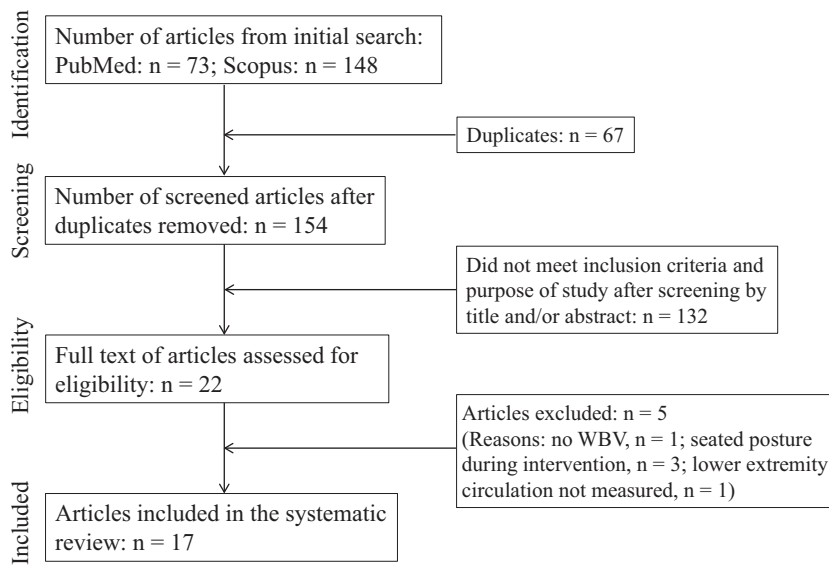 Identification
Number of articles from initial search:
PubMed: n = 73; Scopus: n = 148
Duplicates: n = 67
Screening
Number of screened articles after
duplicates removed: n = 154
Did not meet inclusion criteria and
purpose of study after screening by
title and/or abstract: n = 132
Eligibility
Full text of articles assessed for
eligibility: n = 22
Articles excluded: n = 5
(Reasons: no WBV, n = 1; seated posture
during intervention, n = 3; lower extremity
circulation not measured, n = 1)
Included
Articles included in the systematic
review: n = 17